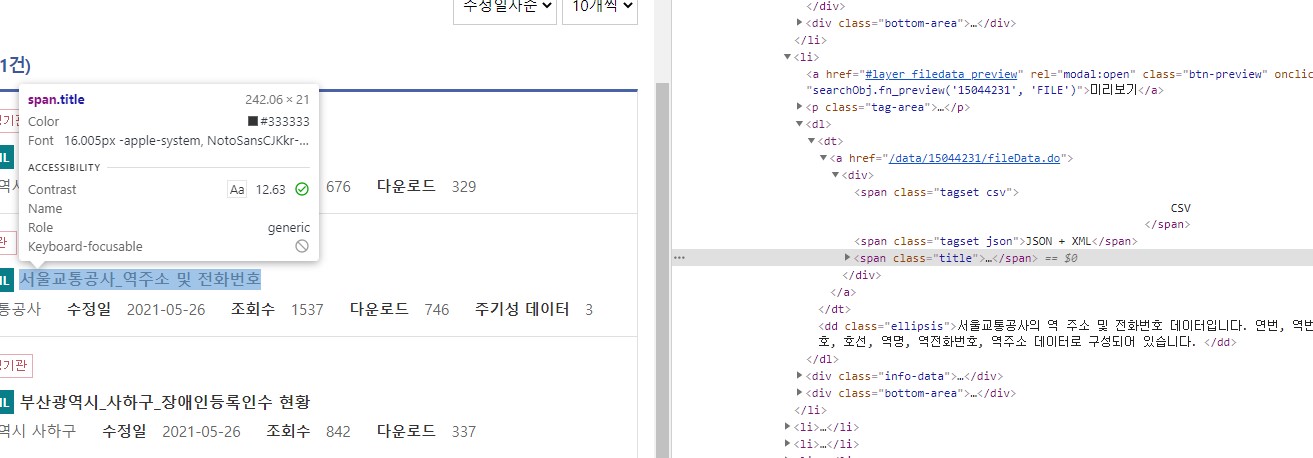 수정일자순
10개씩
1건)
span.title 242.06 × 21
Color #333333
Font 16.005px -apple-system, NotoSansCJKkr-...
ACCESSIBILITY
Contrast Aa 12.63
Name
Role generic
Keyboard-focusable
676 다운로드 329
관
서울교통공사_역주소 및 전화번호
통공사 수정일 2021-05-26 조회수 1537 다운로드 746 주기성 데이터 3
정기관
부산광역시_사하구_장애인등록인수 현황
역시 사하구 수정일 2021-05-26 조회수 842 다운로드 337
</div>
▶<div class="bottom-area">…</div>
</li>
▼<li>
<a href="#layer_filedata_preview" rel="modal:open" class="btn-preview" onclic
"searchObj.fn_preview('15044231', 'FILE')">미리보기</a>
▶<p class="tag-area">…</p>
▼<dl>
▼<dt>
▼<a href="/data/15044231/fileData.do">
▼<div>
<span class="tagset csv">
CSV
</span>
<span class="tagset json">JSON + XML</span>
▶<span class="title">…</span> == $0
</div>
</a>
</dt>
<dd class="ellipsis">서울교통공사의 역 주소 및 전화번호 데이터입니다. 연번, 역번
호, 호선, 역명, 역전화번호, 역주소 데이터로 구성되어 있습니다. </dd>
</dl>
▶<div class="info-data">…</div>
▶<div class="bottom-area">…</div>
</li>
▶<li>…</li>
▶<li>…</li>